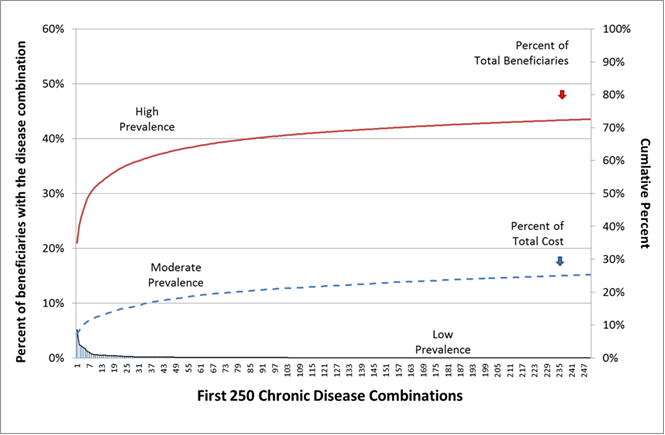 60%
50%
40%
30%
20%
10%
0%
Percent of beneficiaries with the disease combination
100%
90%
80%
70%
60%
50%
40%
30%
20%
10%
0%
Cumlative Percent
Percent of
Total Beneficiaries
High
Prevalence
Percent of
Total Cost
Moderate
Prevalence
Low
Prevalence
1 7 13 19 25 31 37 43 49 55 61 67 73 79 85 91 97 103 109 115 121 127 133 139 145 151 157 163 169 175 181 187 193 199 205 211 217 223 229 235 241 247
First 250 Chronic Disease Combinations